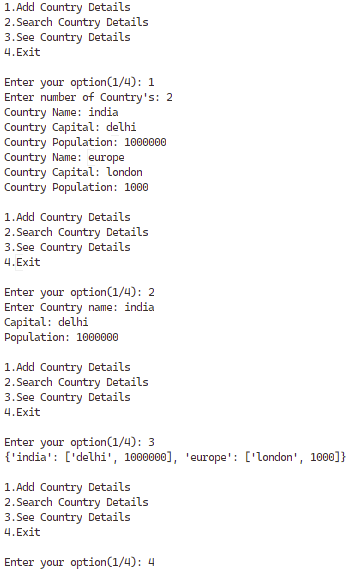 1.Add Country Details
2.Search Country Details
3.See Country Details
4.Exit
Enter your option(1/4): 1
Enter number of Country's: 2
Country Name: india
Country Capital: delhi
Country Population: 1000000
Country Name: europe
Country Capital: london
Country Population: 1000
1.Add Country Details
2.Search Country Details
3.See Country Details
4.Exit
Enter your option(1/4): 2
Enter Country name: india
Capital: delhi
Population: 1000000
1.Add Country Details
2.Search Country Details
3.See Country Details
4.Exit
Enter your option(1/4): 3
{'india': ['delhi', 1000000], 'europe': ['london', 1000]}
1.Add Country Details
2.Search Country Details
3.See Country Details
4.Exit
Enter your option(1/4): 4